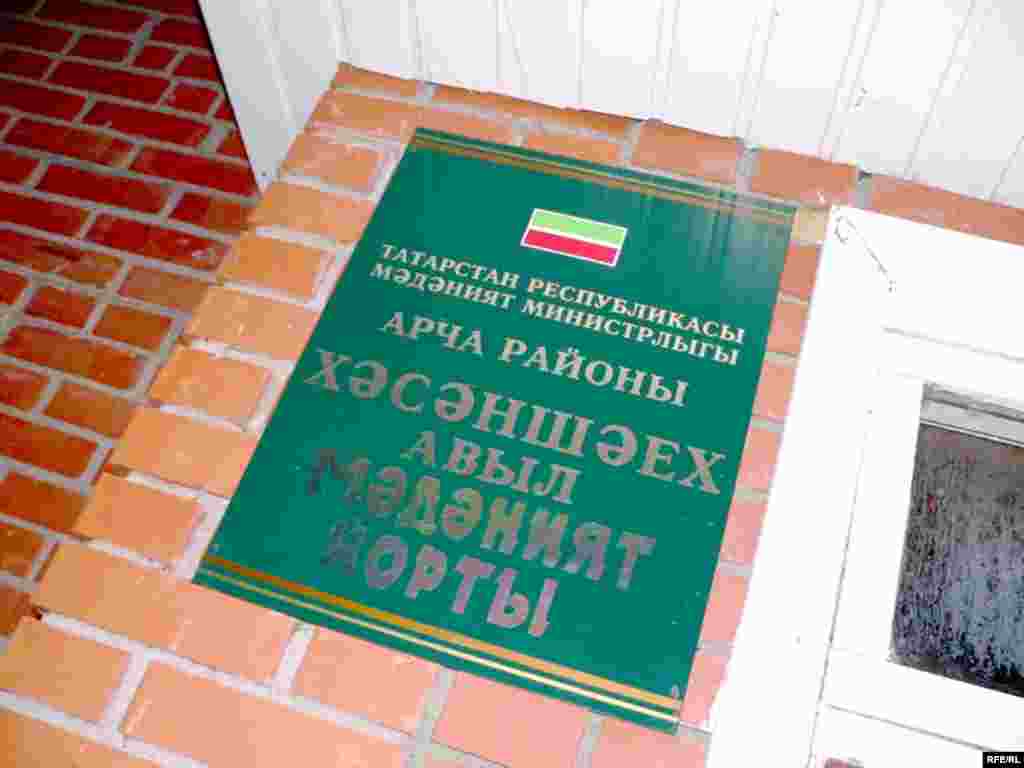 ТАТАРСТАН РЕСПУБЛИКАСЫ
МӘДӘНИЯТ МИНИСТРЛЫГЫ
АРЧА РАЙОНЫ
ХӘСӘНШӘЕХ
АВЫЛ
МӘДӘНИЯТ
ЙОРТЫ
RFE/RL